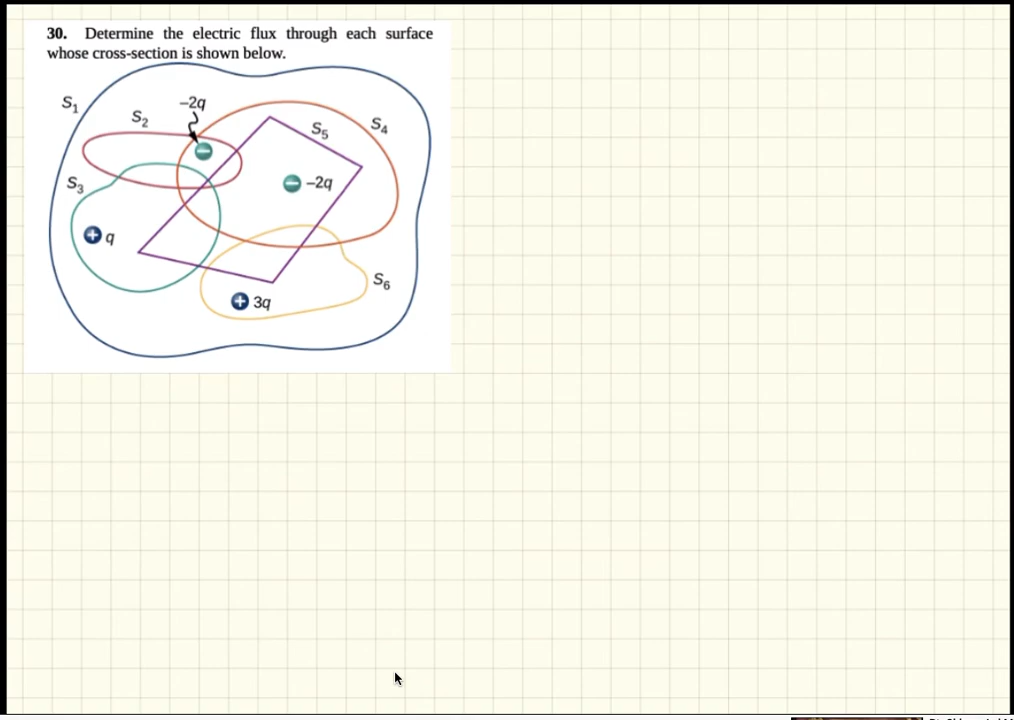 30. Determine the electric flux through each surface
whose cross-section is shown below.
S1
S2
−2q
S5
S4
S3
−2q
q
S6
3q